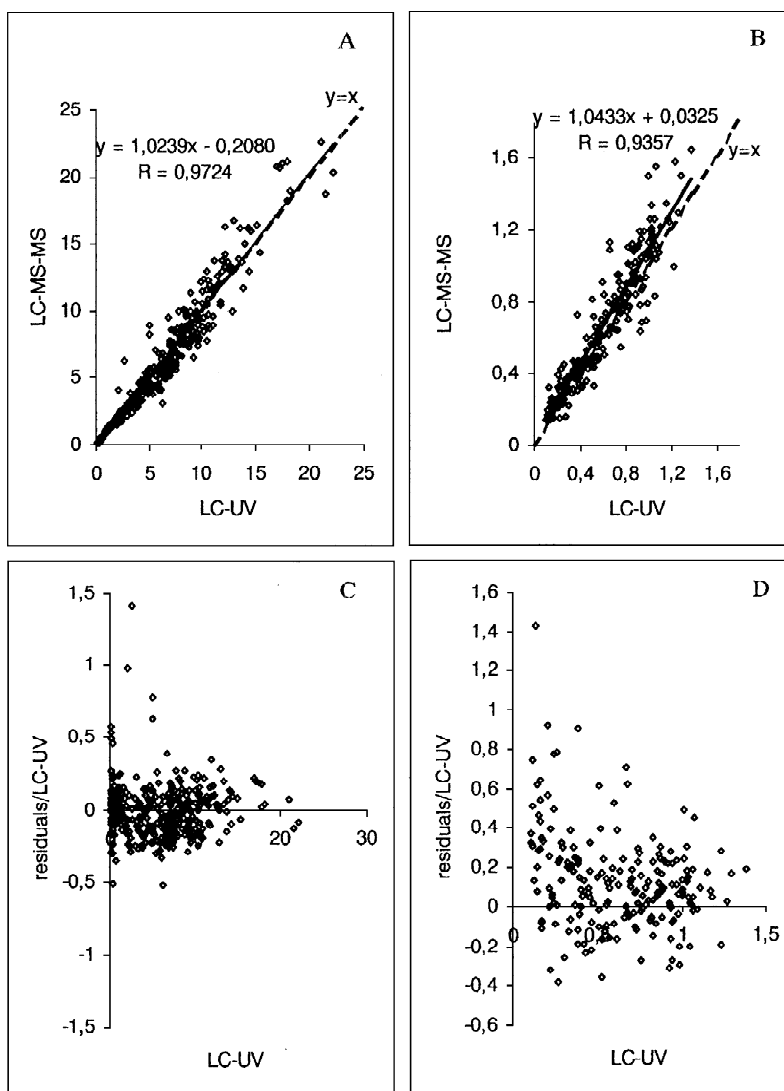 A
y=x
y = 1,0239x - 0,2080
R = 0,9724
25
20
15
10
5
0
LC-MS-MS
0 5 10 15 20 25
LC-UV
B
y = 1,0433x + 0,0325
R = 0,9357
y=x
1,6
1,2
0,8
0,4
0
LC-MS-MS
0 0,4 0,8 1,2 1,6
LC-UV
C
1,5
1
0,5
0
-0,5
-1
-1,5
residuals/LC-UV
20 30
LC-UV
D
1,6
1,4
1,2
1
0,8
0,6
0,4
0,2
0
-0,2
-0,4
-0,6
residuals/LC-UV
0 0,5 1 1,5
LC-UV